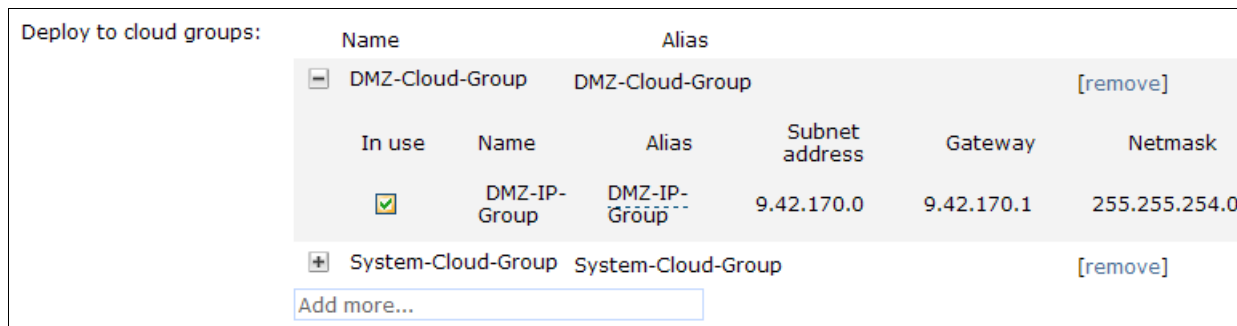 Deploy to cloud groups:
Name Alias
DMZ-Cloud-Group DMZ-Cloud-Group [remove]
In use Name Alias Subnet address Gateway Netmask
DMZ-IP-Group DMZ-IP-Group 9.42.170.0 9.42.170.1 255.255.254.0
System-Cloud-Group System-Cloud-Group [remove]
Add more...